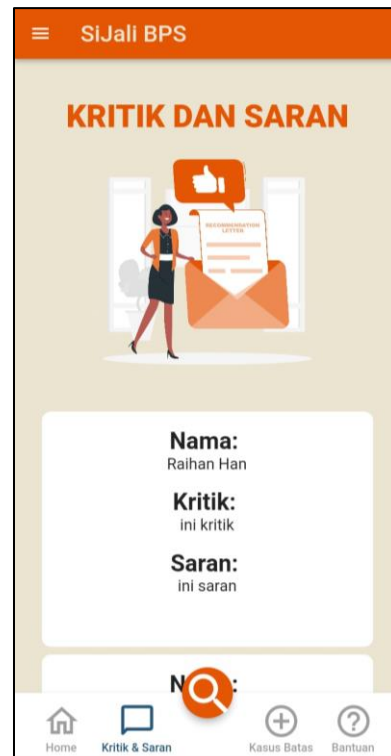 SiJali BPS
KRITIK DAN SARAN
RECOMMENDATION
LETTER
Nama:
Raihan Han
Kritik:
ini kritik
Saran:
ini saran
Home
Kritik & Saran
Kasus Batas
Bantuan